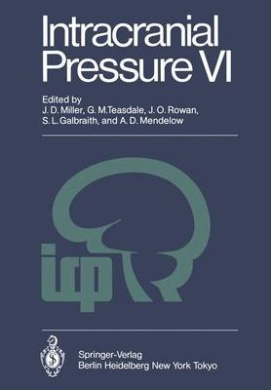 Intracranial
Pressure VI
Edited by
J. D. Miller, G. M. Teasdale, J. O. Rowan,
S. L. Galbraith, and A. D. Mendelow
icp
Springer-Verlag
Berlin Heidelberg New York Tokyo